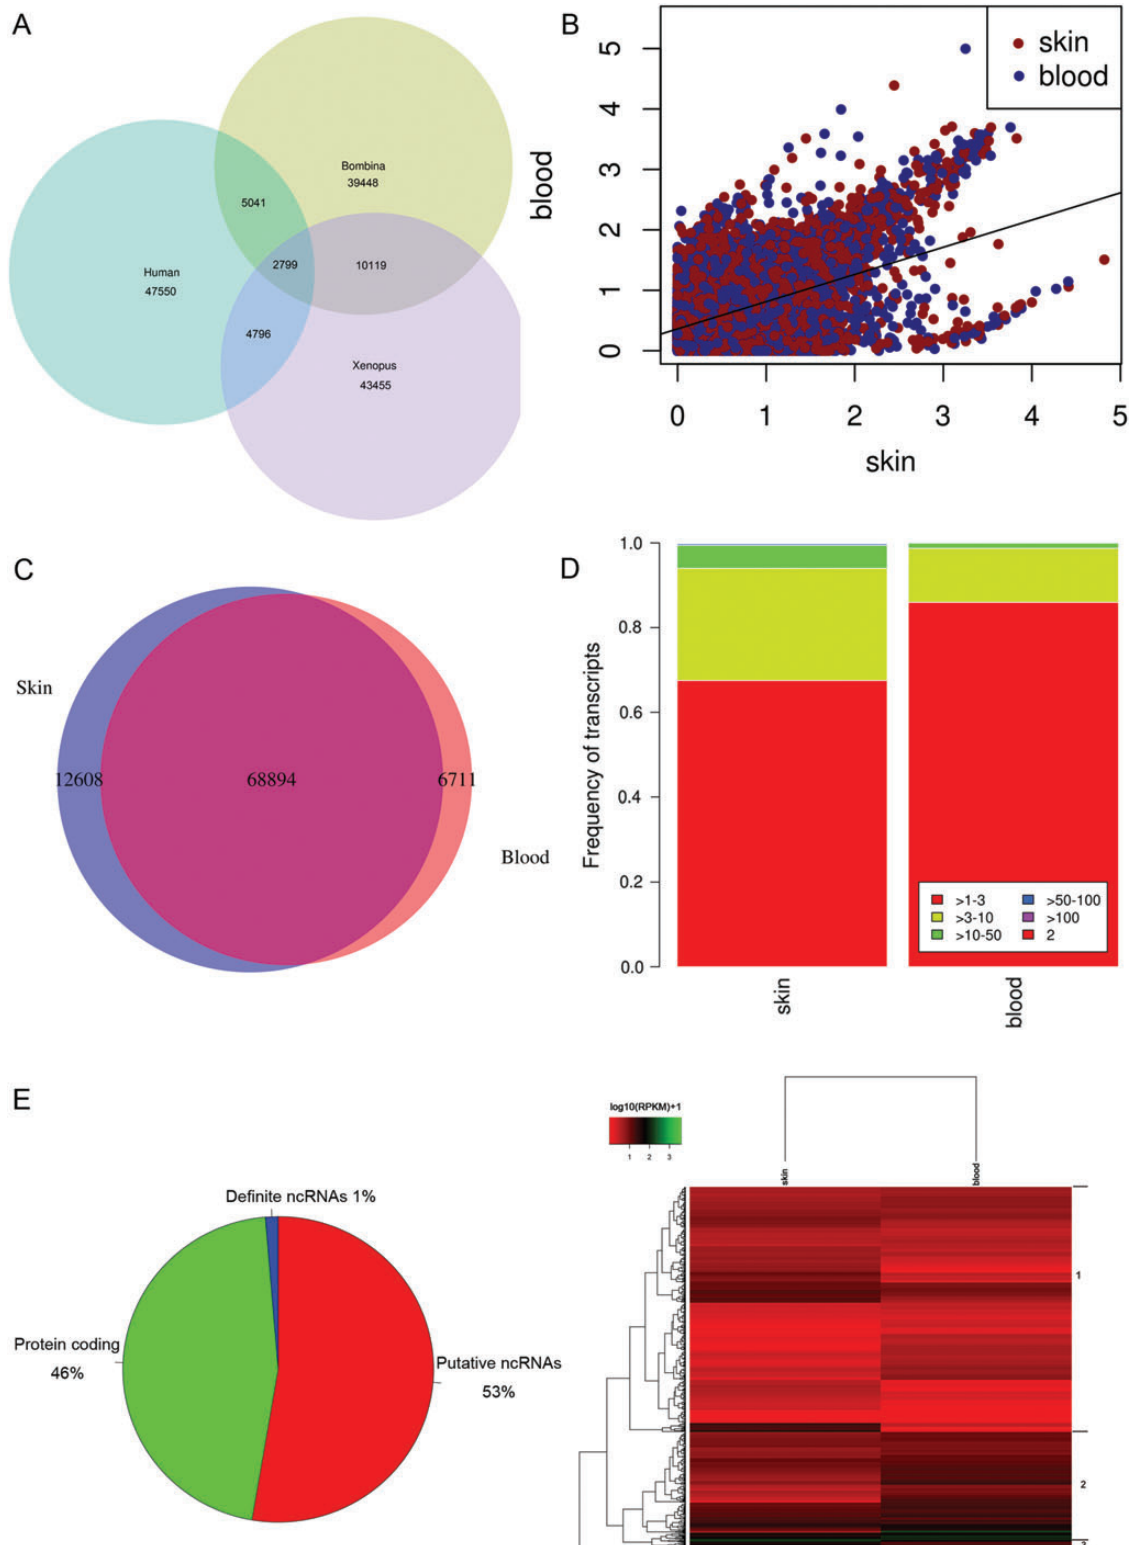 A
Bombina
39448
5041
Human
47550
2799
10119
4796
Xenopus
43455
B
skin
blood
blood
5
4
3
2
1
0
0 1 2 3 4 5
skin
C
Skin
12608
68894
6711
Blood
D
Frequency of transcripts
1.0
0.8
0.6
0.4
0.2
0.0
>1-3 >50-100
>3-10 >100
>10-50 2
skin blood
E
Definite ncRNAs 1%
Protein coding
46%
Putative ncRNAs
53%
log10(RPKM)+1
1 2 3
skin blood
1
2